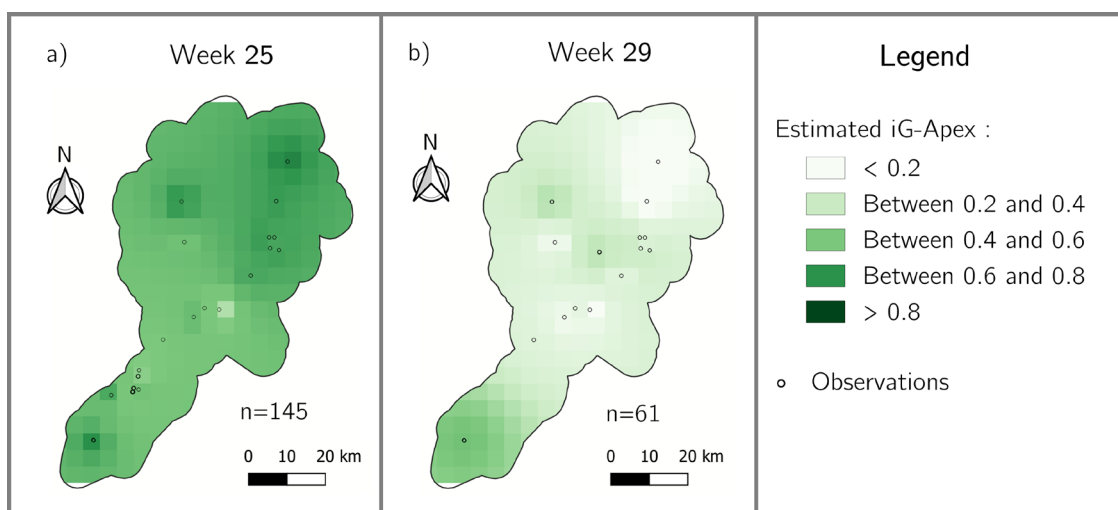 a)
Week 25
N
n=145
0 10 20 km
b)
Week 29
N
n=61
0 10 20 km
Legend
Estimated iG-Apex :
< 0.2
Between 0.2 and 0.4
Between 0.4 and 0.6
Between 0.6 and 0.8
> 0.8
Observations